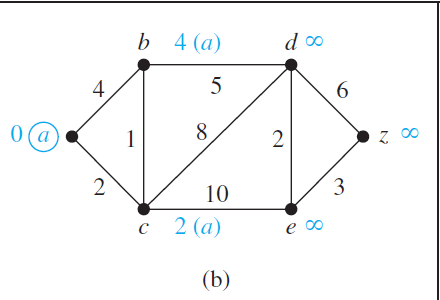 b 4 (a) d ∞
4 5 6
0 a 1 8 2 z ∞
2 10 3
c 2 (a) e ∞
(b)